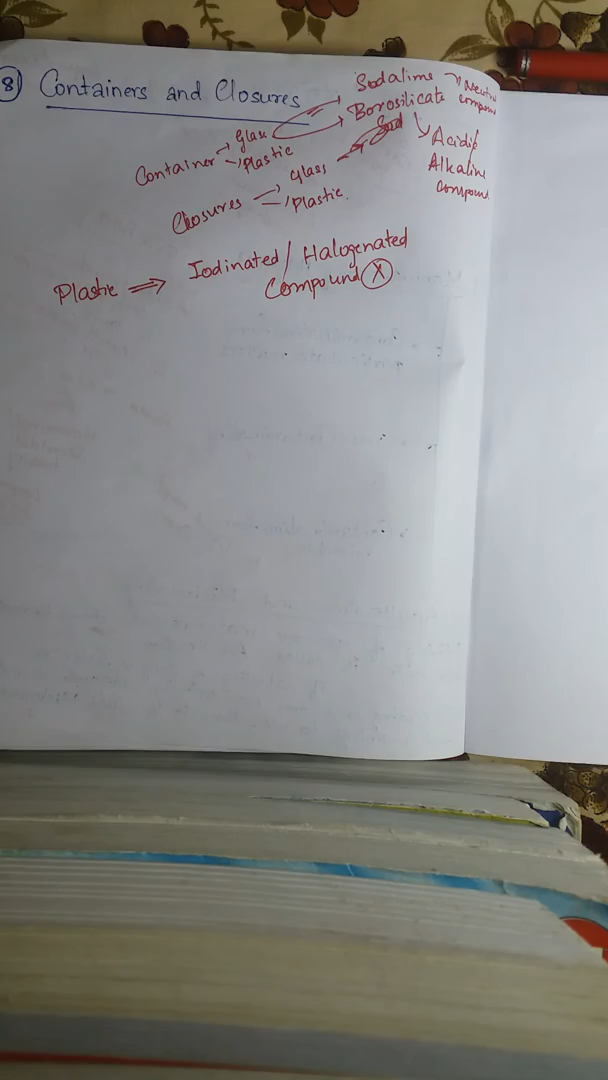 8 Containers and Closures
Sodalime → Neutral compound
Borosilicate
Acidic/
Alkaline
Compound
Container → Glass
→ Plastic
Closures → Glass
→ Plastic.
Plastic ⇒ Iodinated / Halogenated
Compound X.